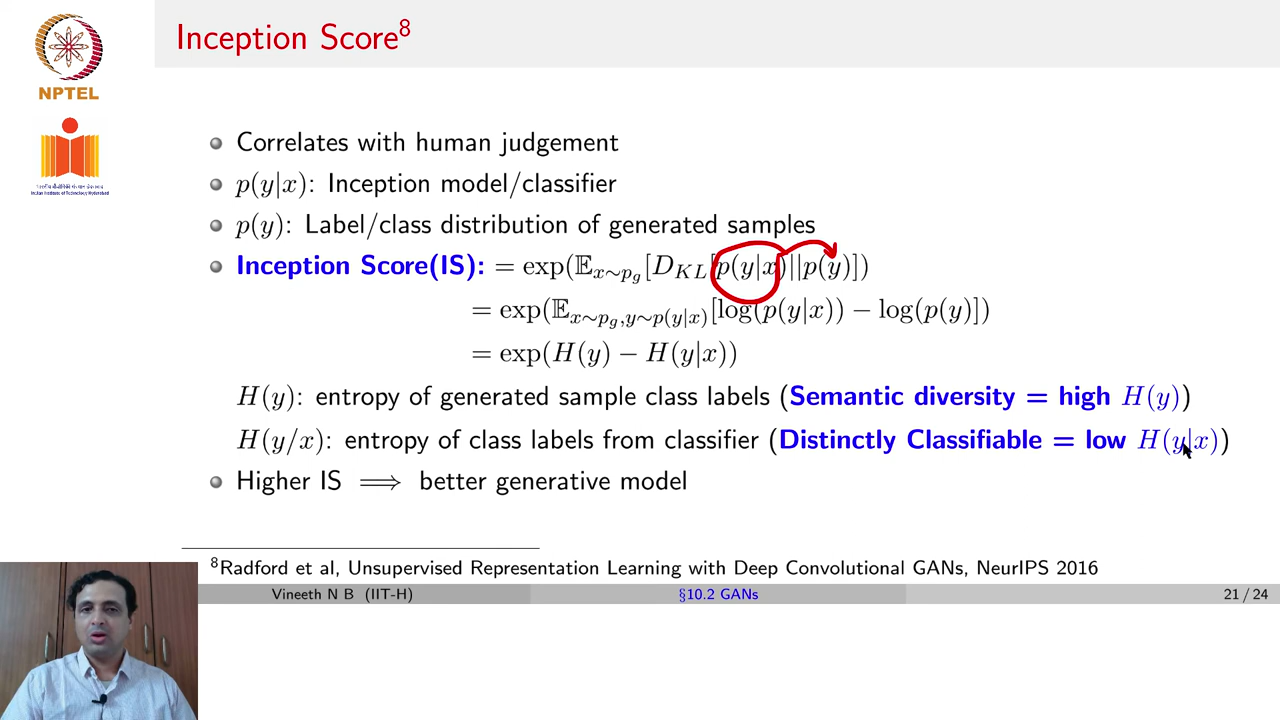 Inception Score⁸
NPTEL
Correlates with human judgement
p(y|x): Inception model/classifier
p(y): Label/class distribution of generated samples
Inception Score(IS): = exp(𝔼_{x∼p_g}[D_{KL}[p(y|x)||p(y)])
= exp(𝔼_{x∼p_g,y∼p(y|x)}[log(p(y|x)) − log(p(y)])
= exp(H(y) − H(y|x))
H(y): entropy of generated sample class labels (Semantic diversity = high H(y))
H(y/x): entropy of class labels from classifier (Distinctly Classifiable = low H(y|x))
Higher IS ⟹ better generative model
⁸Radford et al, Unsupervised Representation Learning with Deep Convolutional GANs, NeurIPS 2016
Vineeth N B (IIT-H) §10.2 GANs 21 / 24